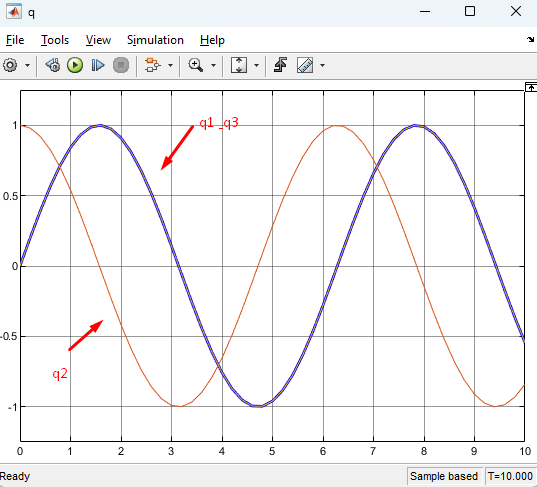 q
File Tools View Simulation Help
q1 _q3
q2
1
0.5
0
-0.5
-1
0 1 2 3 4 5 6 7 8 9 10
Ready
Sample based
T=10.000